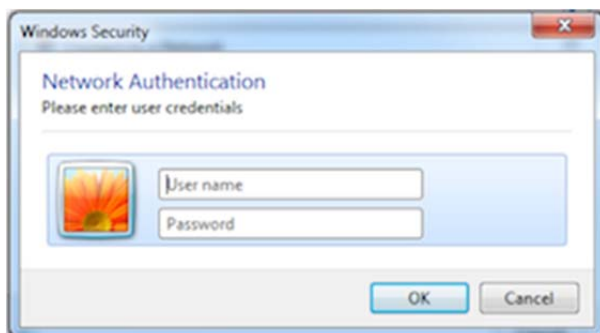 Windows Security
Network Authentication
Please enter user credentials
User name
Password
OK
Cancel